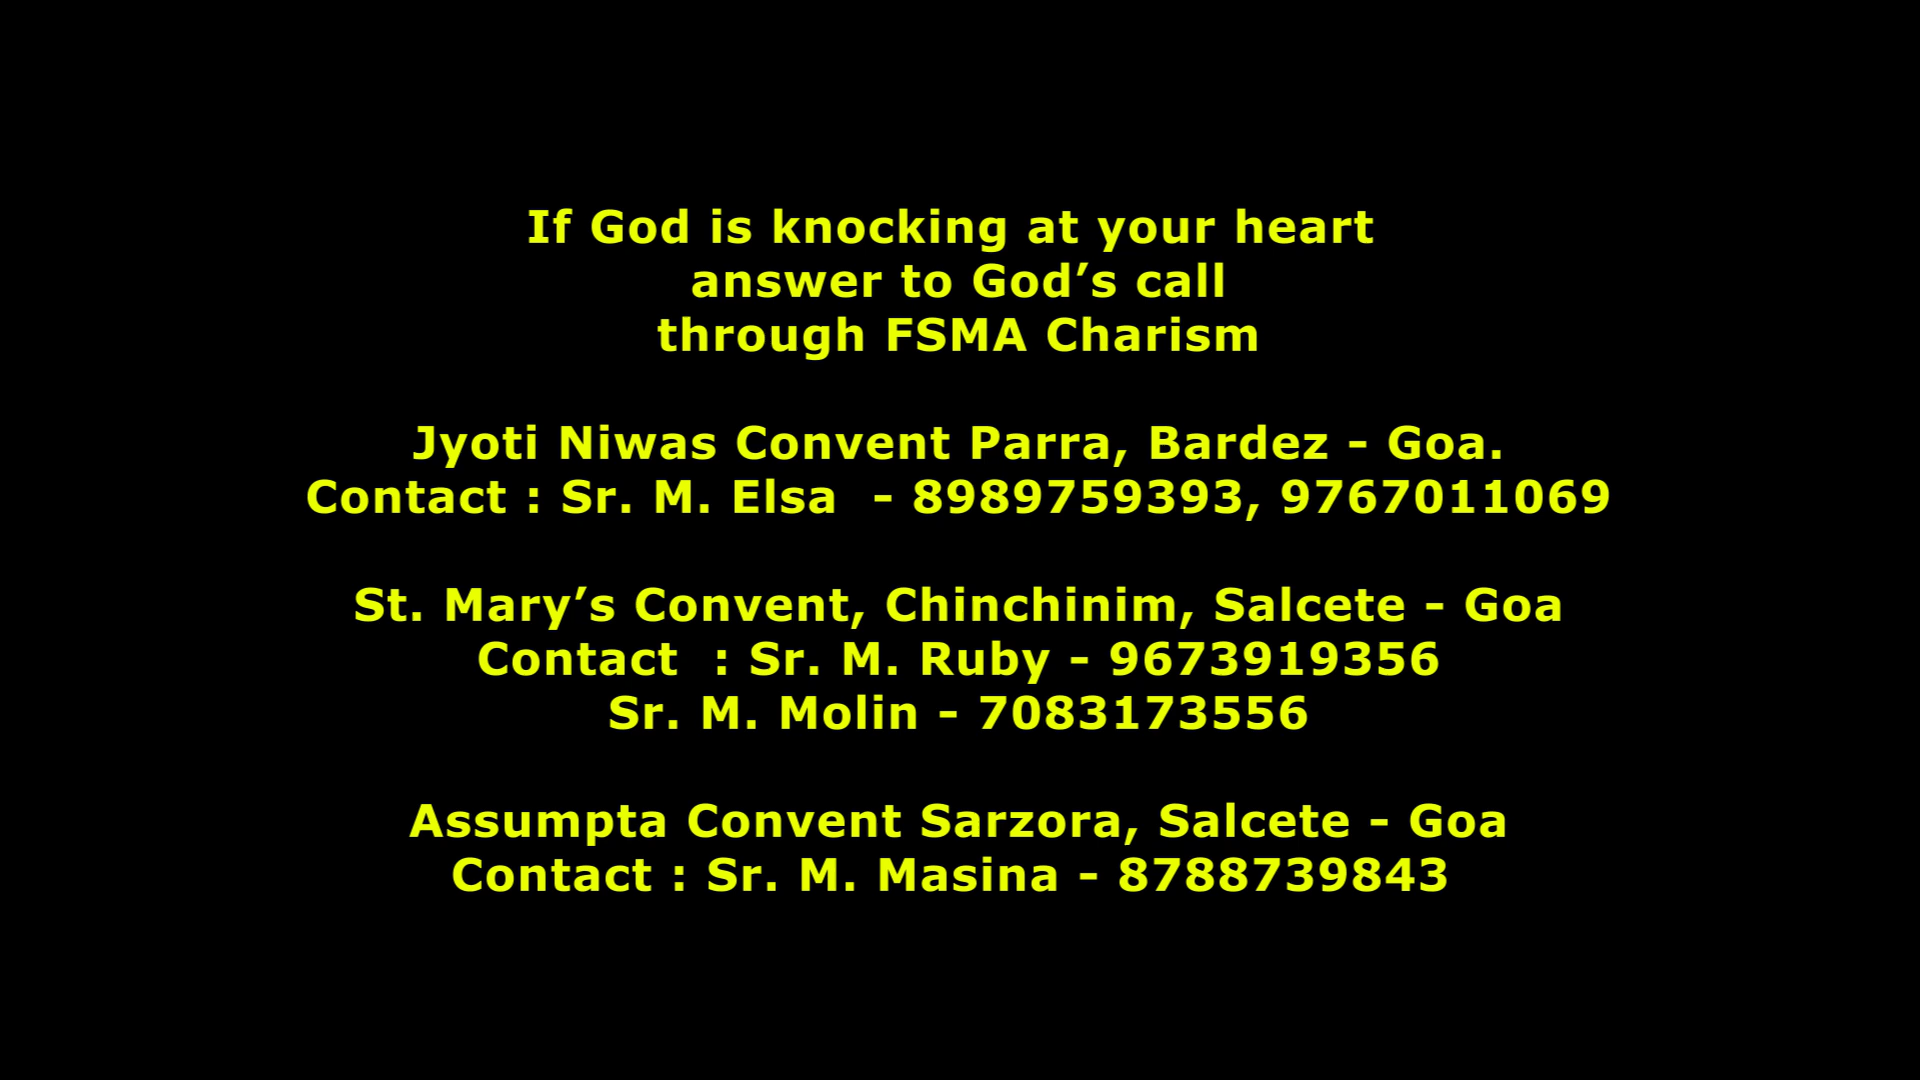 If God is knocking at your heart
answer to God’s call
through FSMA Charism
Jyoti Niwas Convent Parra, Bardez - Goa.
Contact : Sr. M. Elsa  - 8989759393, 9767011069
St. Mary’s Convent, Chinchinim, Salcete - Goa
Contact  : Sr. M. Ruby - 9673919356
Sr. M. Molin - 7083173556
Assumpta Convent Sarzora, Salcete - Goa
Contact : Sr. M. Masina - 8788739843